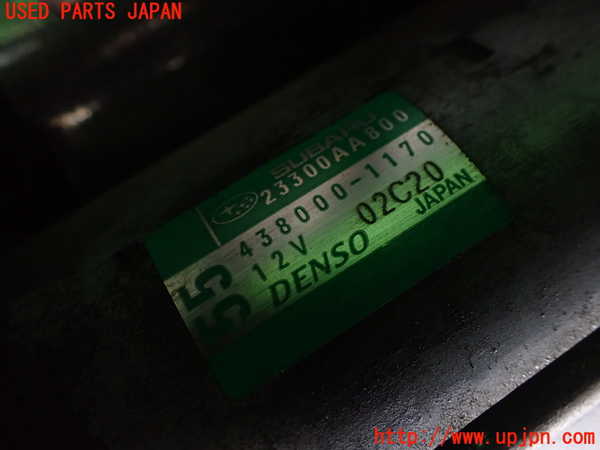 USED PARTS JAPAN
SUBARU
23300AA800
438000-1170
12V 02C20
55 DENSO JAPAN
http://www.upjpn.com